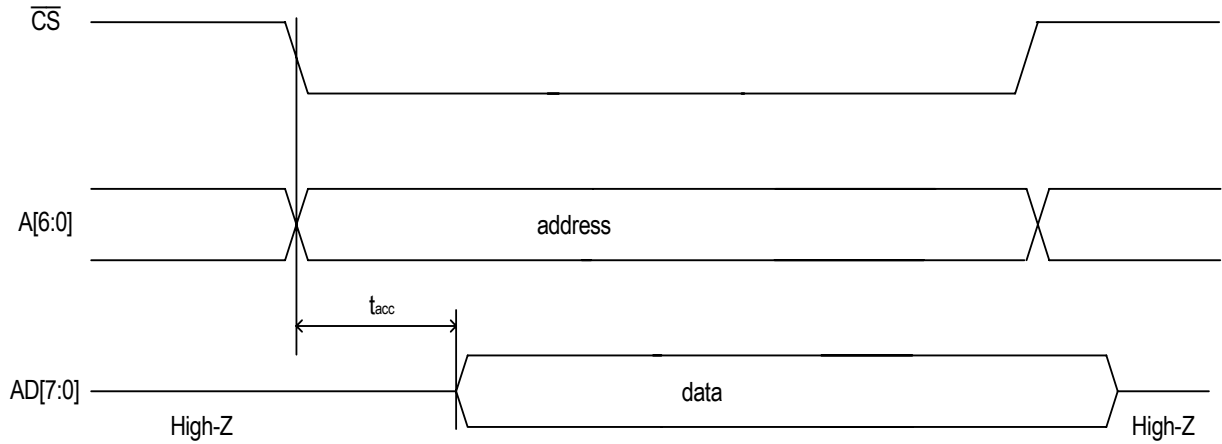 CS
A[6:0]
address
tacc
AD[7:0]
data
High-Z
High-Z